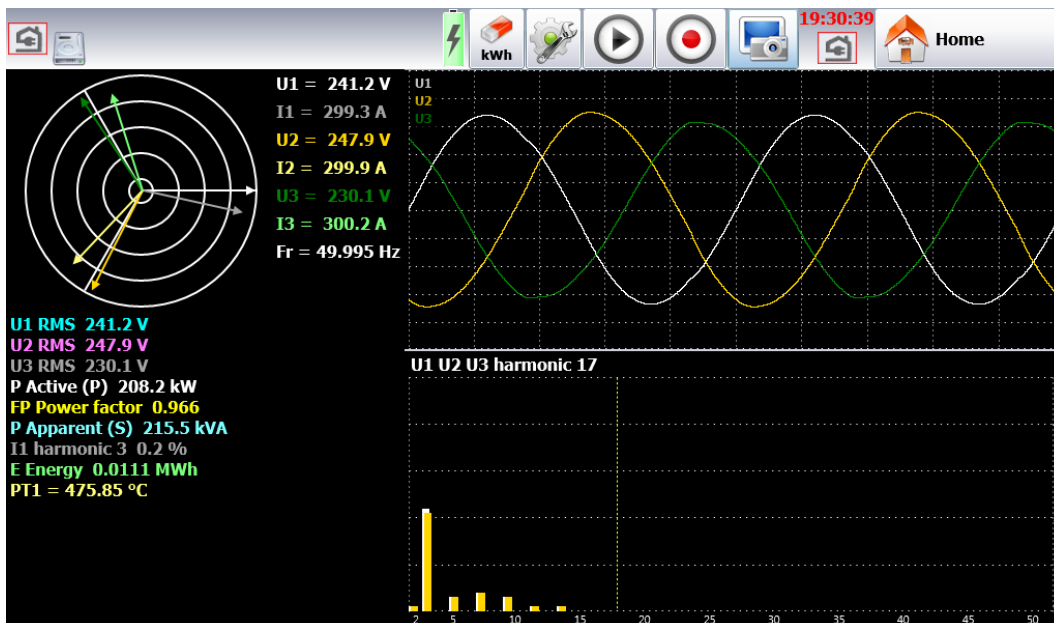 kWh
19:30:39
Home
U1 = 241.2 V
I1 = 299.3 A
U2 = 247.9 V
I2 = 299.9 A
U3 = 230.1 V
I3 = 300.2 A
Fr = 49.995 Hz
U1
U2
U3
U1 RMS 241.2 V
U2 RMS 247.9 V
U3 RMS 230.1 V
P Active (P) 208.2 kW
FP Power factor 0.966
P Apparent (S) 215.5 kVA
I1 harmonic 3 0.2 %
E Energy 0.0111 MWh
PT1 = 475.85 °C
U1 U2 U3 harmonic 17
2 5 10 15 20 25 30 35 40 45 50